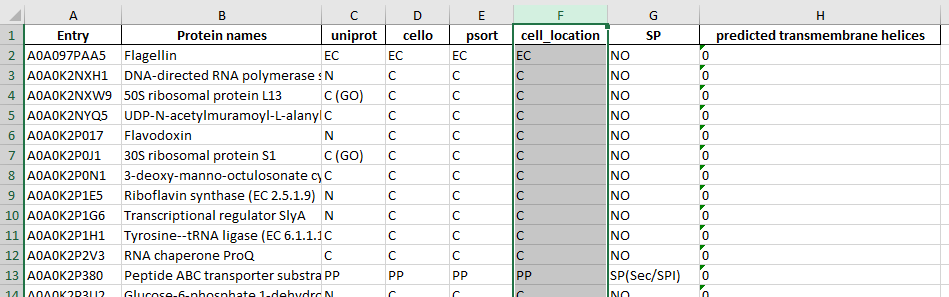 A B C D E F G H
1 Entry Protein names uniprot cello psort cell_location SP predicted transmembrane helices
2 A0A097PAA5 Flagellin EC EC EC EC NO 0
3 A0A0K2NXH1 DNA-directed RNA polymerase s N C C C NO 0
4 A0A0K2NXW9 50S ribosomal protein L13 C (GO) C C C NO 0
5 A0A0K2NYQ5 UDP-N-acetylmuramoyl-L-alanyl C C C C NO 0
6 A0A0K2P017 Flavodoxin N C C C NO 0
7 A0A0K2P0J1 30S ribosomal protein S1 C (GO) C C C NO 0
8 A0A0K2P0N1 3-deoxy-manno-octulosonate cy C C C C NO 0
9 A0A0K2P1E5 Riboflavin synthase (EC 2.5.1.9) N C C C NO 0
10 A0A0K2P1G6 Transcriptional regulator SlyA N C C C NO 0
11 A0A0K2P1H1 Tyrosine--tRNA ligase (EC 6.1.1.1 C C C C NO 0
12 A0A0K2P2V3 RNA chaperone ProQ C C C C NO 0
13 A0A0K2P380 Peptide ABC transporter substra PP PP PP PP SP(Sec/SPI) 0
14 A0A0K2P3U2 Glucose-6-phosphate 1-dehydro N C C C NO 0